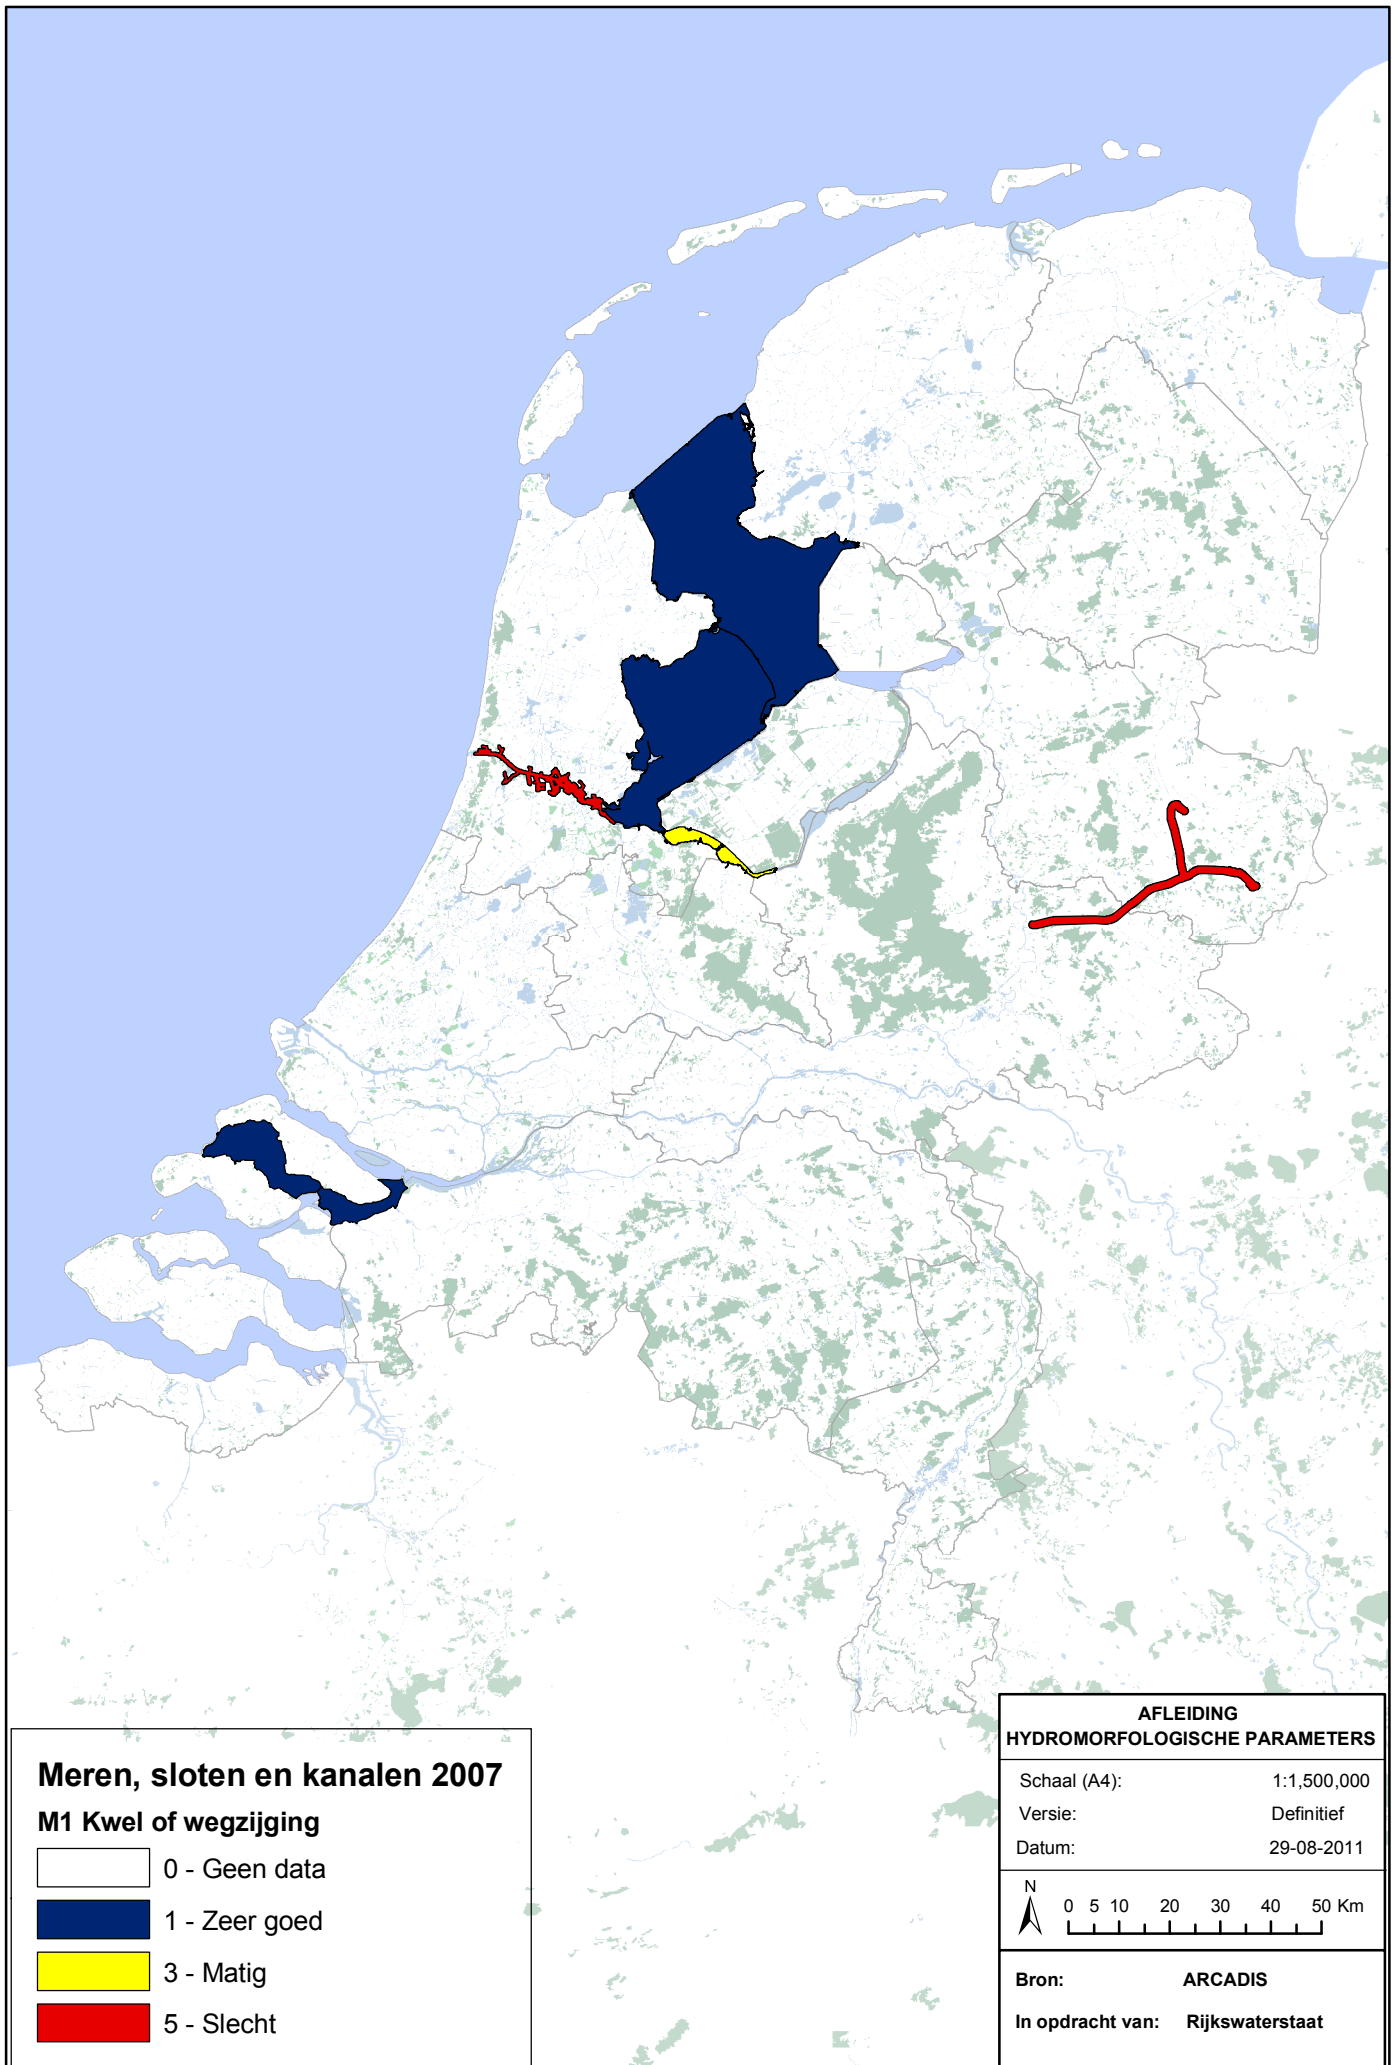 Meren, sloten en kanalen 2007
M1 Kwel of wegzijging
0 - Geen data
1 - Zeer goed
3 - Matig
5 - Slecht
AFLEIDING
HYDROMORFOLOGISCHE PARAMETERS
Schaal (A4): 1:1,500,000
Versie: Definitief
Datum: 29-08-2011
N
0 5 10 20 30 40 50 Km
Bron: ARCADIS
In opdracht van: Rijkswaterstaat